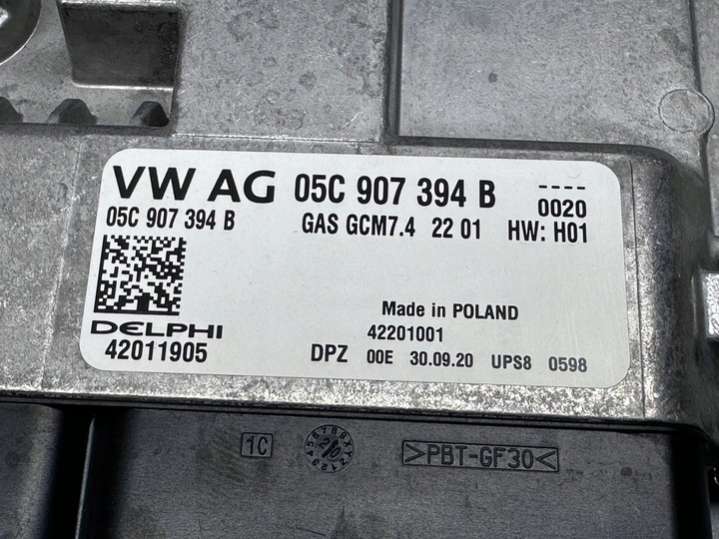 VW AG 05C 907 394 B ----
05C 907 394 B GAS GCM7.4 22 01 HW: H01 0020
Made in POLAND
DELPHI 42201001
42011905 DPZ 00E 30.09.20 UPS8 0598
1C 20 >PBT-GF30<